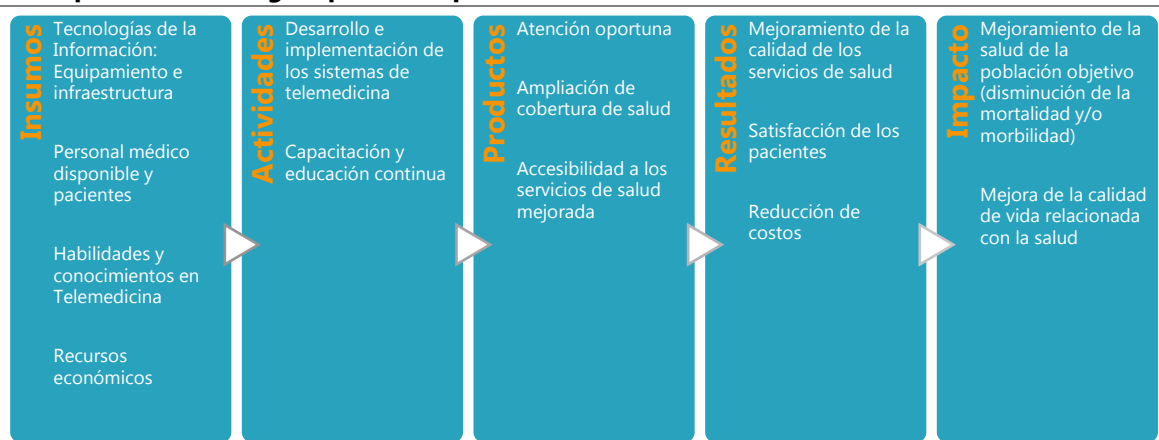 Insumos
Tecnologías de la
Información:
Equipamiento e
infraestructura
Personal médico
disponible y
pacientes
Habilidades y
conocimientos en
Telemedicina
Recursos
económicos
Actividades
Desarrollo e
implementación de
los sistemas de
telemedicina
Capacitación y
educación continua
Productos
Atención oportuna
Ampliación de
cobertura de salud
Accesibilidad a los
servicios de salud
mejorada
Resultados
Mejoramiento de la
calidad de los
servicios de salud
Satisfacción de los
pacientes
Reducción de
costos
Impacto
Mejoramiento de la
salud de la
población objetivo
(disminución de la
mortalidad y/o
morbilidad)
Mejora de la calidad
de vida relacionada
con la salud